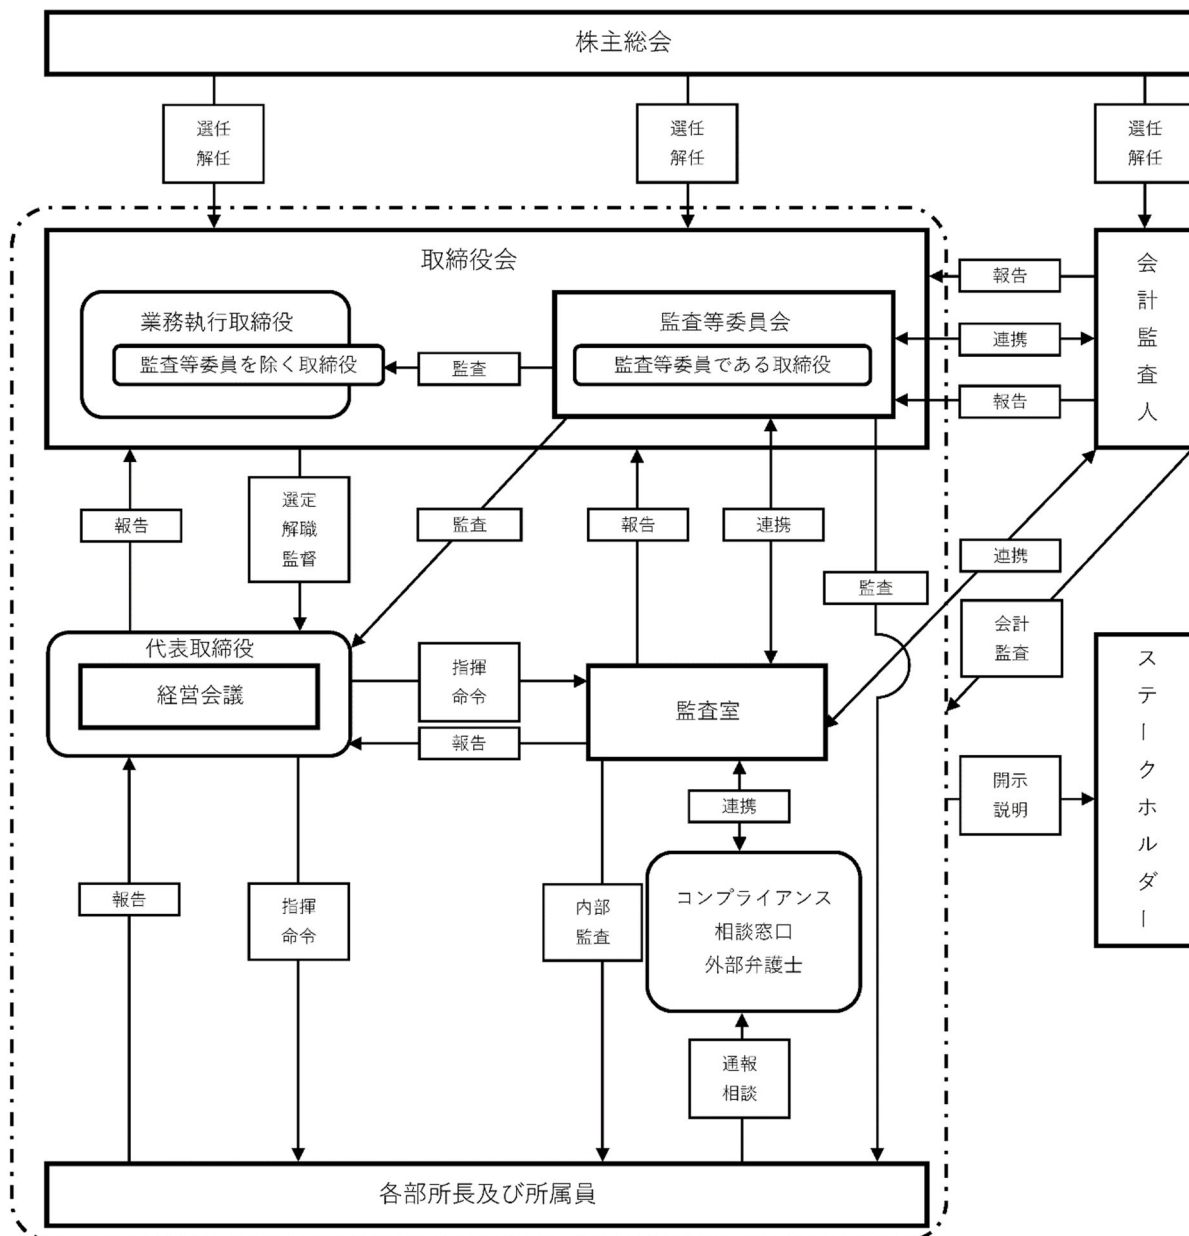 株主総会
選任
解任
選任
解任
選任
解任
取締役会
業務執行取締役
監査等委員を除く取締役
監査
監査等委員会
監査等委員である取締役
報告
連携
報告
会計監査人
報告
選定
解職
監督
監査
報告
連携
監査
連携
会計
監査
代表取締役
経営会議
指揮
命令
報告
監査室
ステークホルダー
開示
説明
連携
報告
指揮
命令
内部
監査
コンプライアンス
相談窓口
外部弁護士
通報
相談
各部所長及び所属員